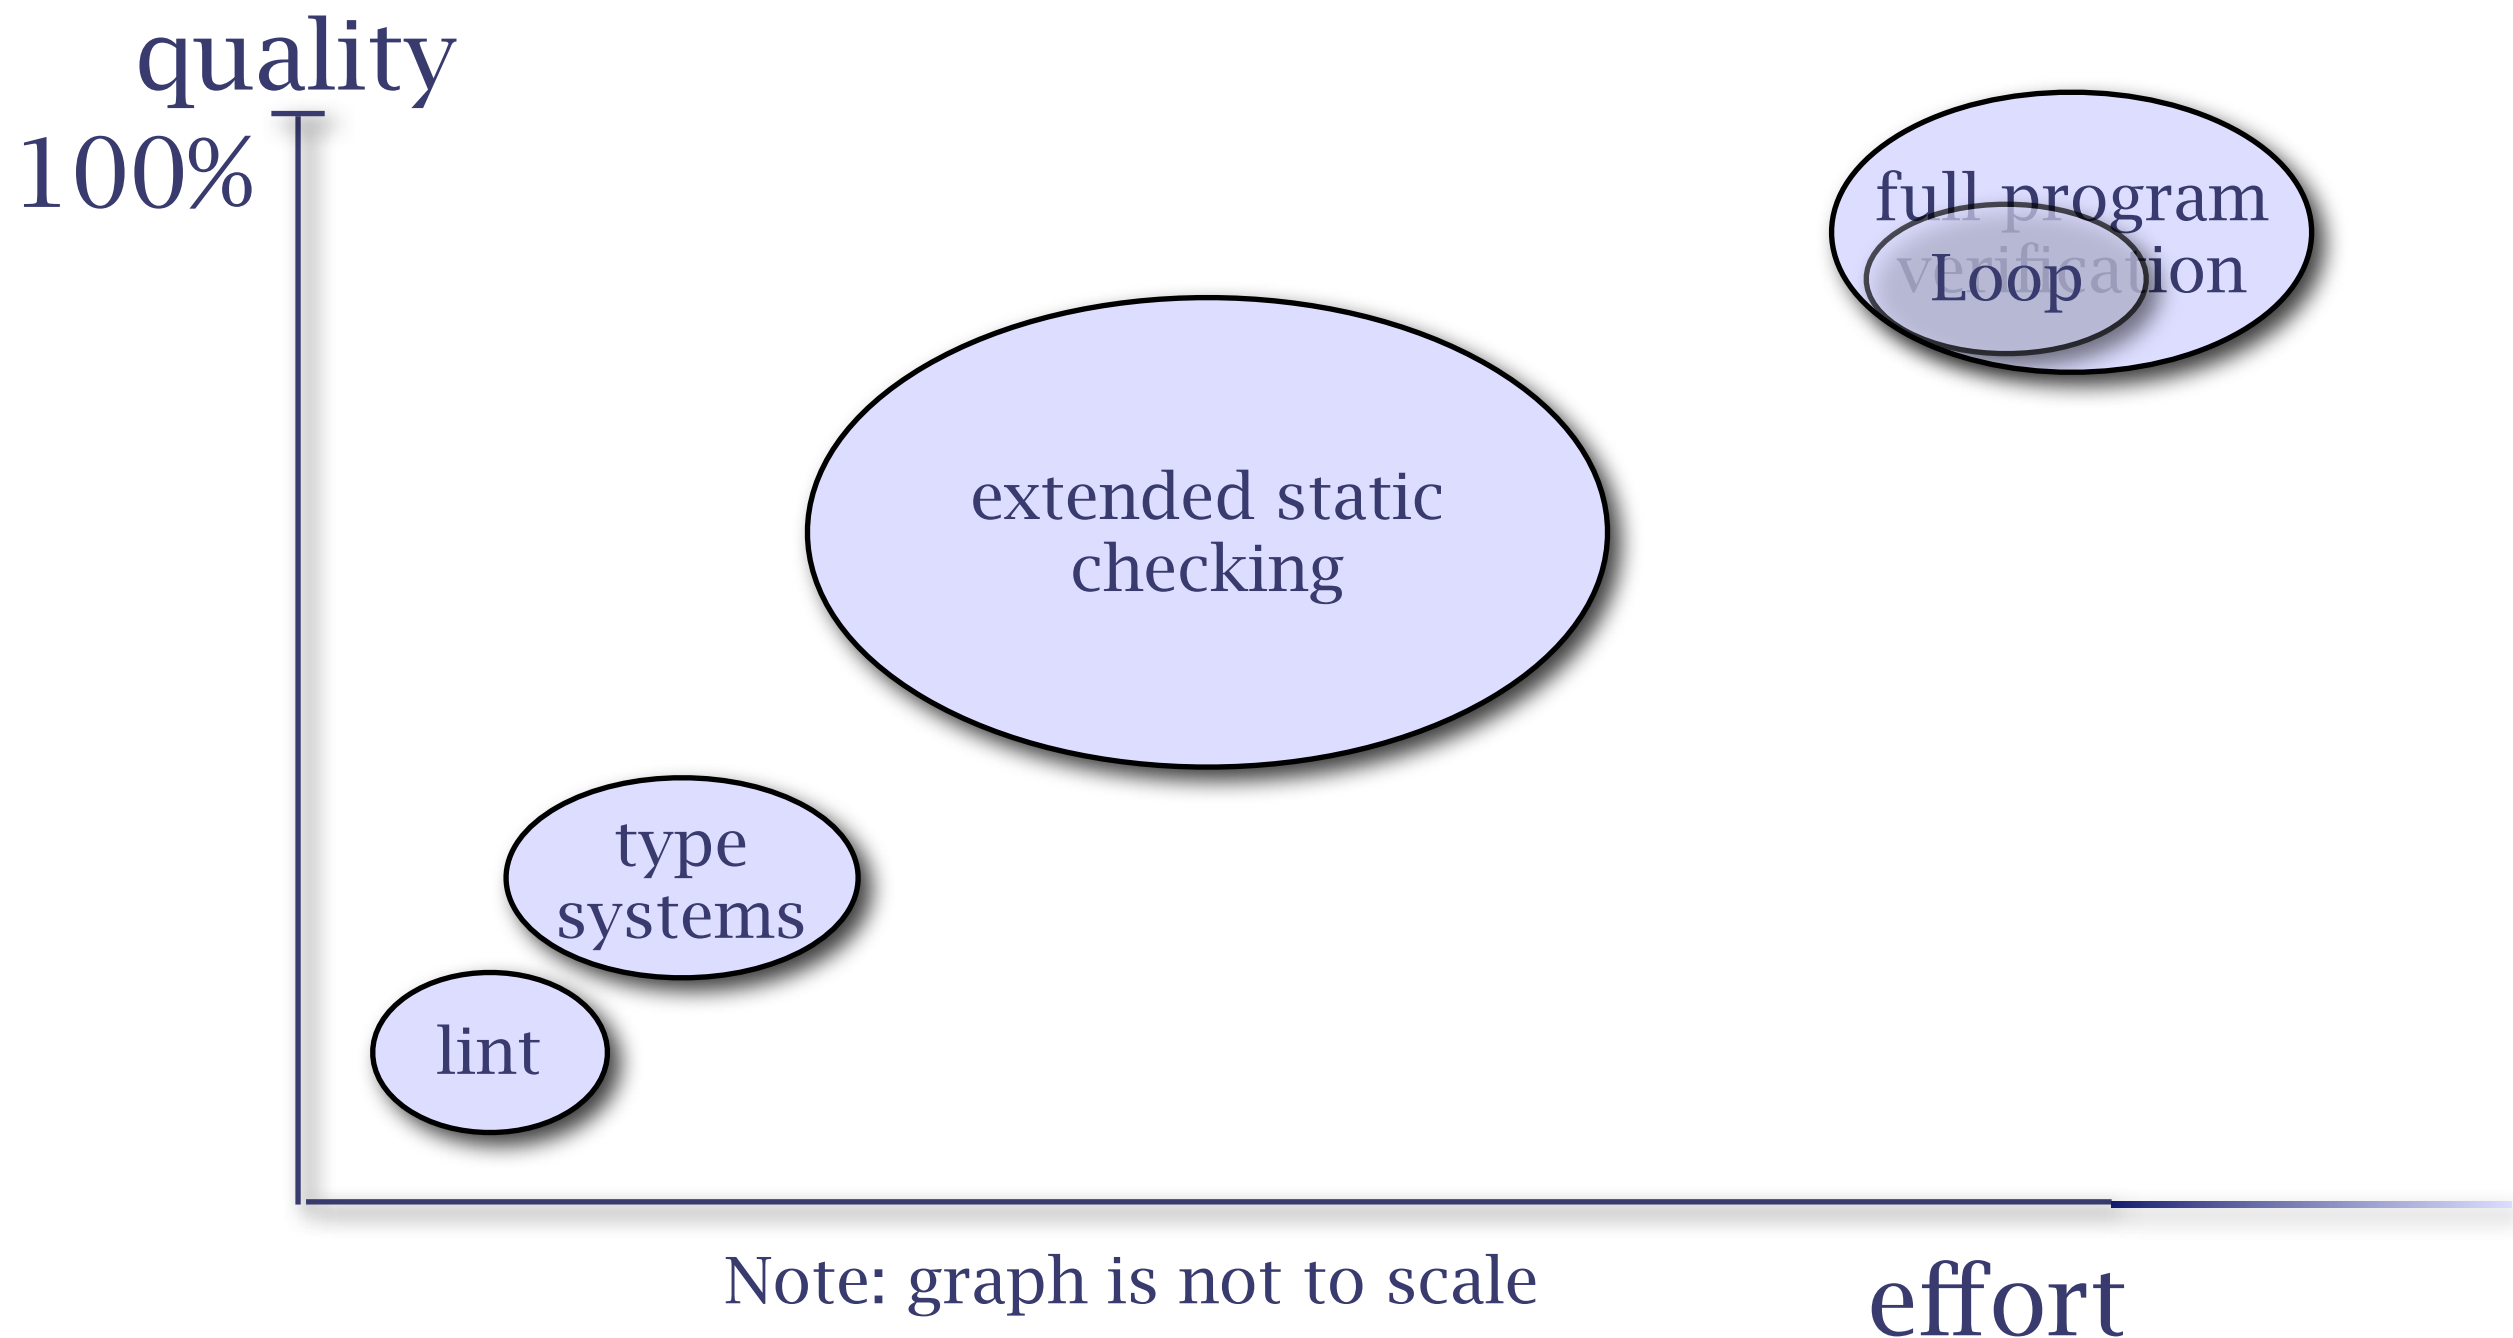 quality
100%
full program
verification
Loop
extended static
checking
type
systems
lint
Note: graph is not to scale
effort